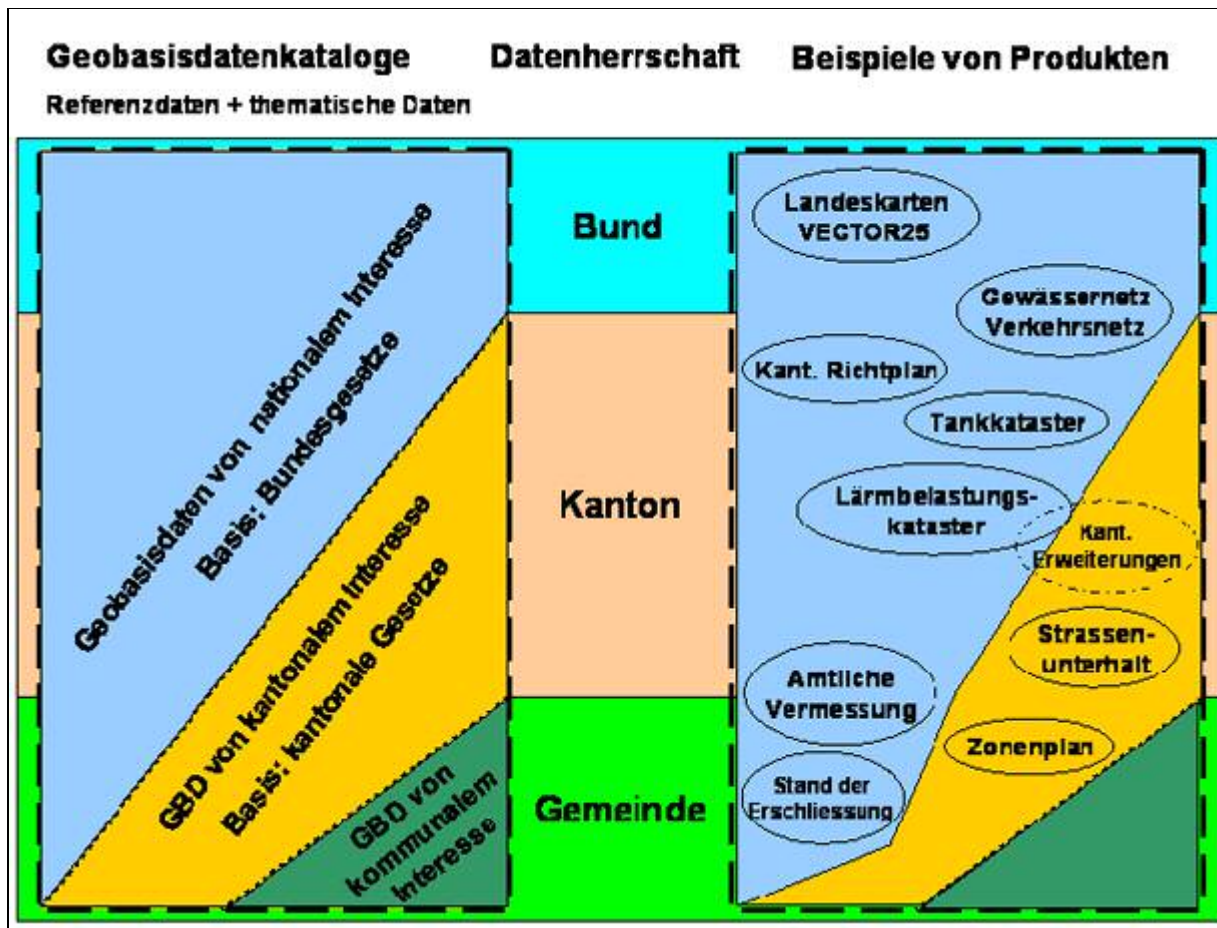 Geobasisdatenkataloge
Referenzdaten + thematische Daten
Datenherrschaft
Beispiele von Produkten
Geobasisdaten von nationalem Interesse
Basis: Bundesgesetze
GBD von kantonalem Interesse
Basis: kantonale Gesetze
GBD von
kommunalem
Interesse
Bund
Kanton
Gemeinde
Landeskarten
VECTOR25
Gewässernetz
Verkehrsnetz
Kant. Richtplan
Tankkataster
Lärmbelastungs-
kataster
Kant.
Erweiterungen
Strassen-
unterhalt
Amtliche
Vermessung
Zonenplan
Stand der
Erschliessung